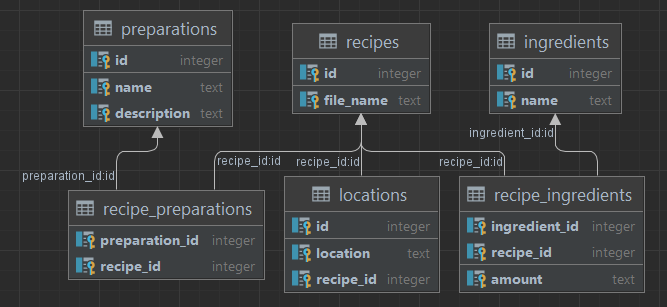 preparations
id integer
name text
description text
recipes
id integer
file_name text
ingredients
id integer
name text
preparation_id:id
recipe_id:id
recipe_id:id
recipe_id:id
ingredient_id:id
recipe_preparations
preparation_id integer
recipe_id integer
locations
id integer
location text
recipe_id integer
recipe_ingredients
ingredient_id integer
recipe_id integer
amount text